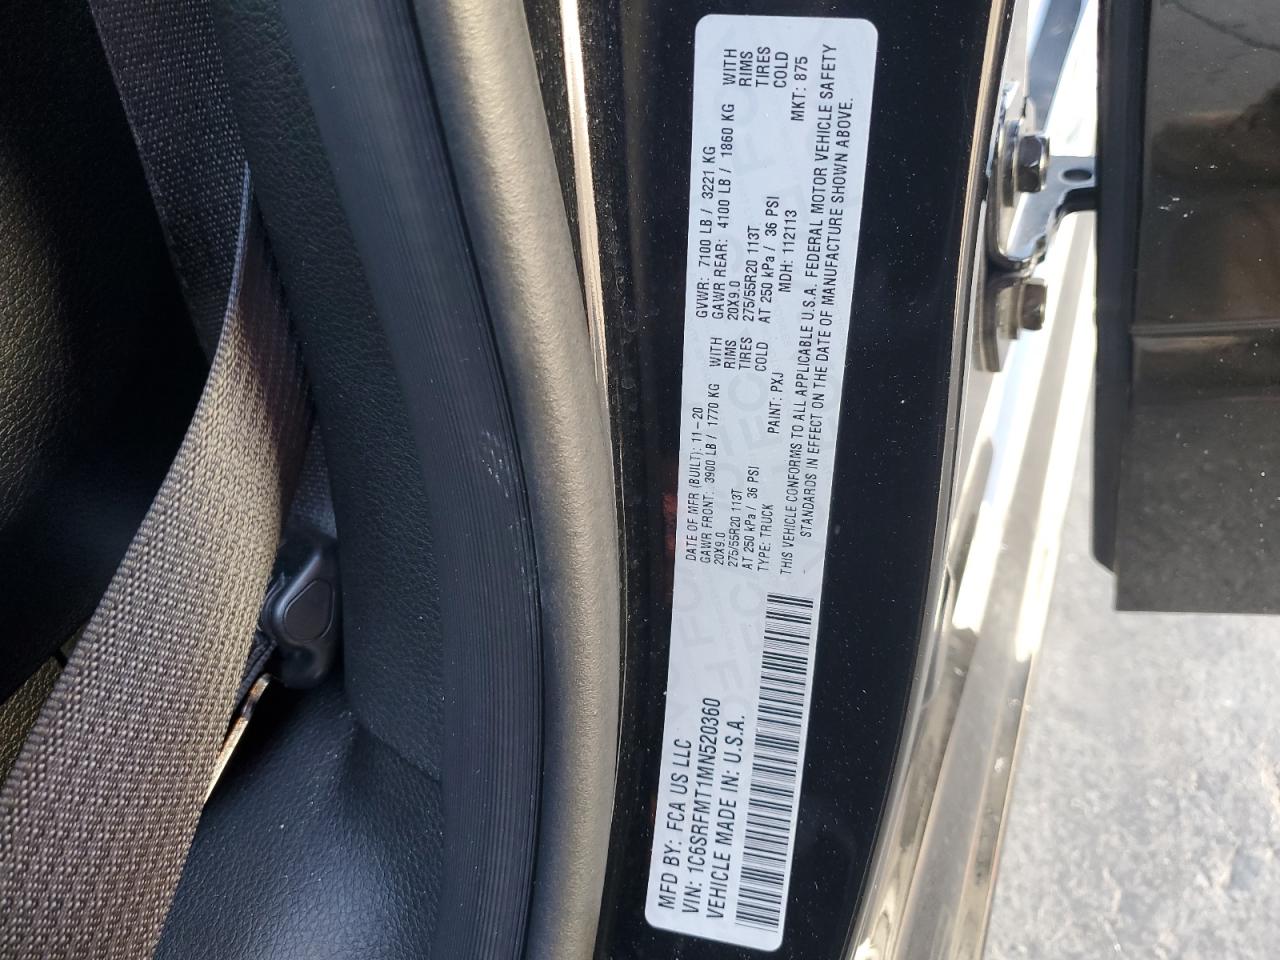 MFD BY: FCA US LLC
VIN: 1C6SRFMT1MN520360
VEHICLE MADE IN: U.S.A.
DATE OF MFR (BUILT): 11-20
GAWR FRONT: 3900 LB / 1770 KG WITH
20X9.0 RIMS
275/55R20 113T TIRES
AT 250 kPa / 36 PSI COLD
TYPE: TRUCK PAINT: PXJ
GVWR: 7100 LB / 3221 KG
GAWR REAR: 4100 LB / 1860 KG WITH
20X9.0 RIMS
275/55R20 113T TIRES
AT 250 kPa / 36 PSI COLD
MDH: 112113 MKT: 875
THIS VEHICLE CONFORMS TO ALL APPLICABLE U.S.A. FEDERAL MOTOR VEHICLE SAFETY
STANDARDS IN EFFECT ON THE DATE OF MANUFACTURE SHOWN ABOVE.